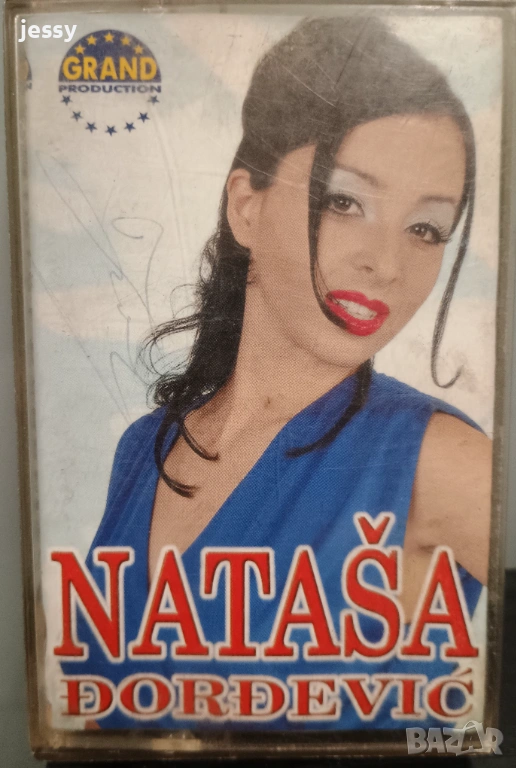 jessy
GRAND
PRODUCTION
NATAŠA
ĐORĐEVIĆ
BAZAR